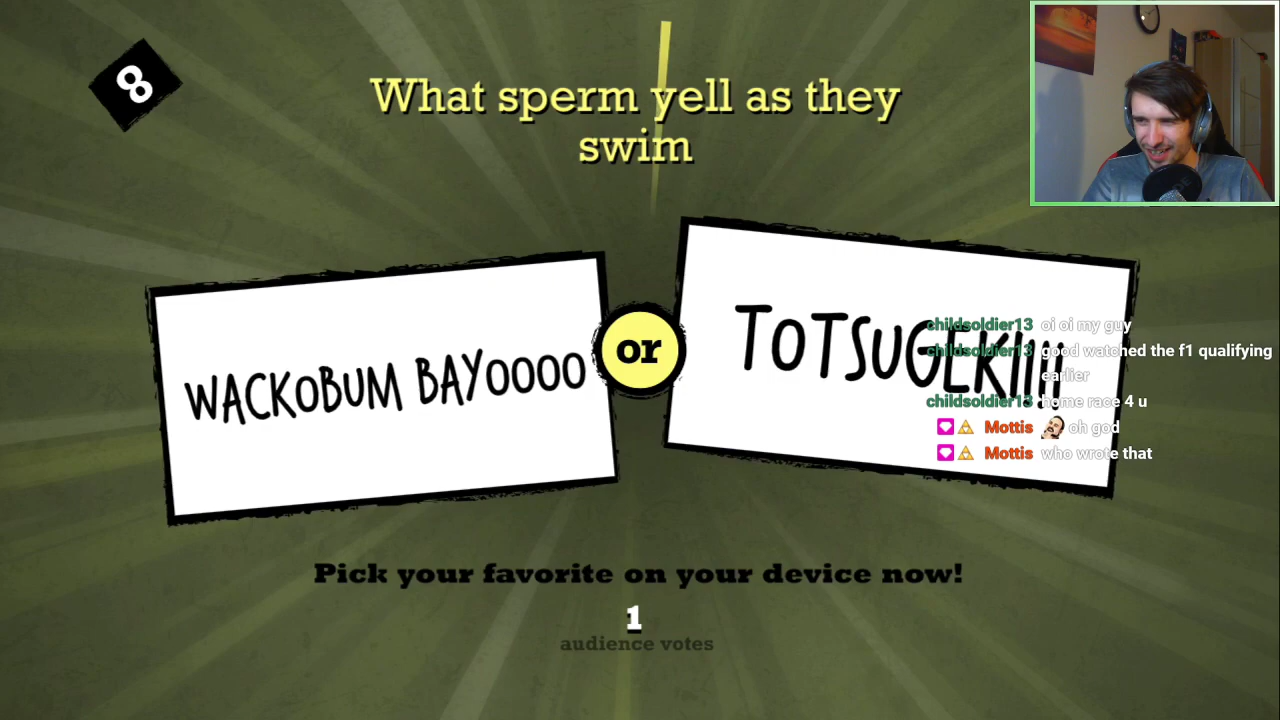 8
What sperm yell as they
swim
WACKOBUM BAYOOOO
or
TOTSUGEKI!!!
childsoldier13 oi oi my guy
childsoldier13 good watched the f1 qualifying
earlier
childsoldier13 home race 4 u
Mottis oh god
Mottis who wrote that
Pick your favorite on your device now!
1
audience votes